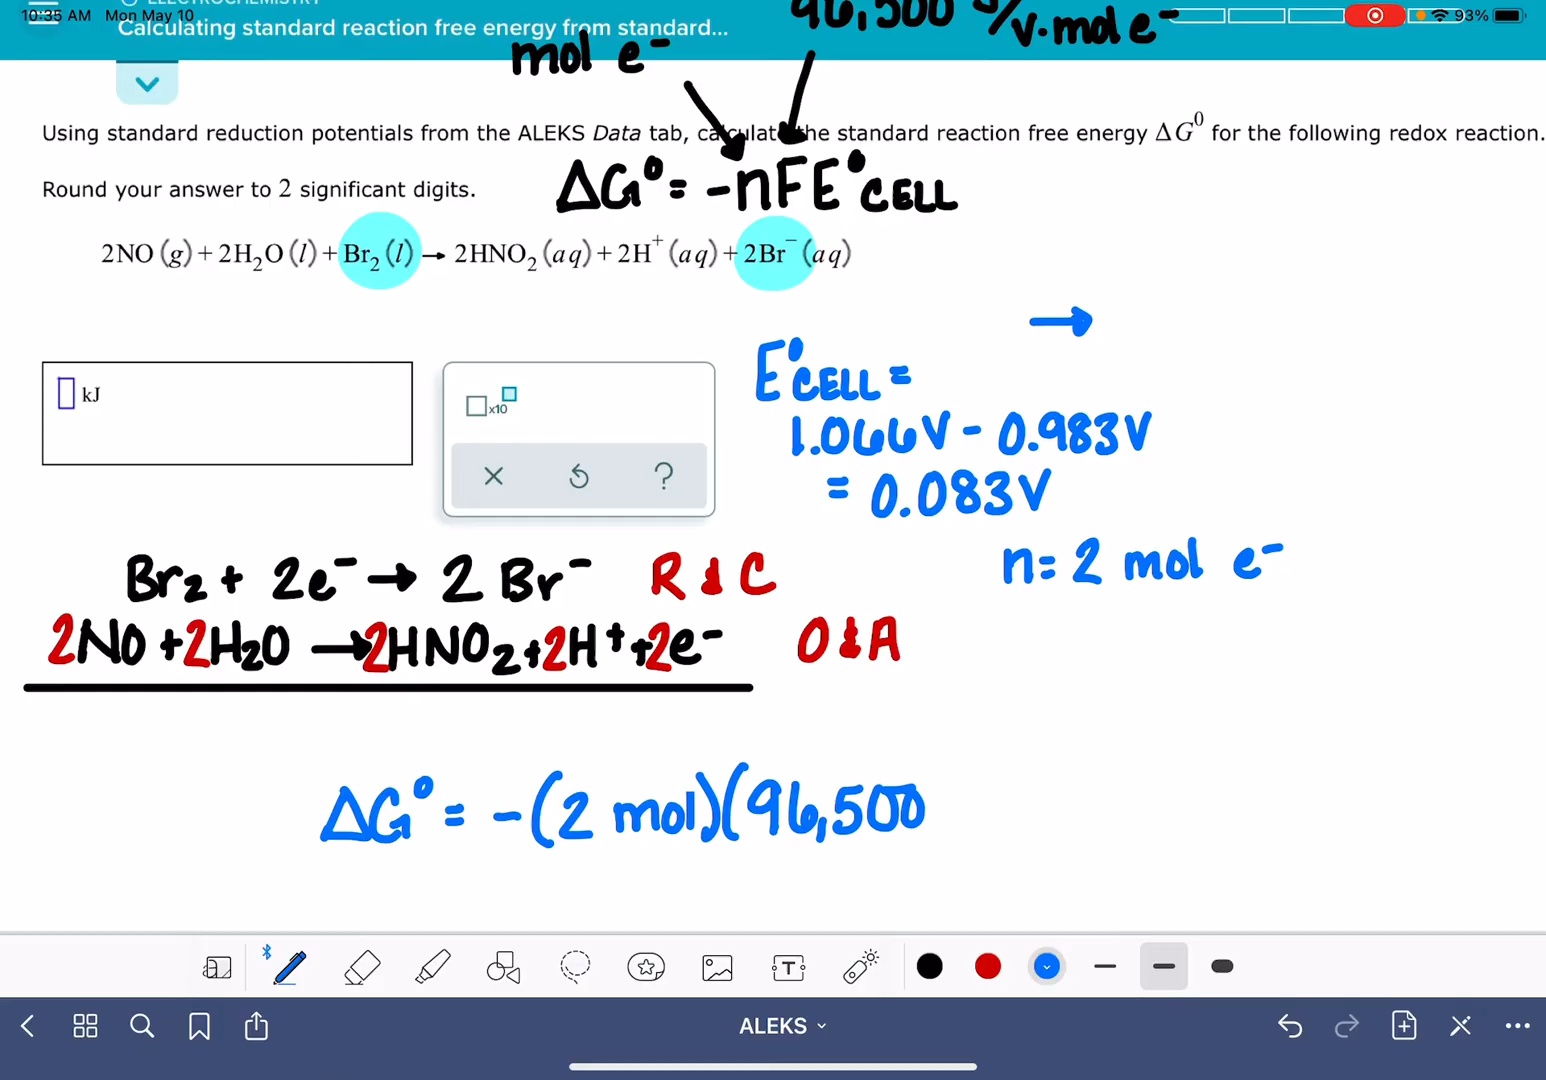 10:35 AM Mon May 10
93%
Calculating standard reaction free energy from standard...
96,500 J/V·mol e⁻
mol e⁻
Using standard reduction potentials from the ALEKS Data tab, calculate the standard reaction free energy ΔG⁰ for the following redox reaction.
Round your answer to 2 significant digits.
ΔG° = -nFE°CELL
2NO (g) + 2H₂O (l) + Br₂ (l) → 2HNO₂ (aq) + 2H⁺ (aq) + 2Br⁻ (aq)
kJ
x10
?
E°CELL =
→
1.066V - 0.983V
= 0.083V
n= 2 mol e⁻
Br₂ + 2e⁻ → 2 Br⁻ R & C
2NO + 2H₂O → 2HNO₂ + 2H⁺ + 2e⁻ O & A
ΔG° = -(2 mol)(96,500
a
T
ALEKS